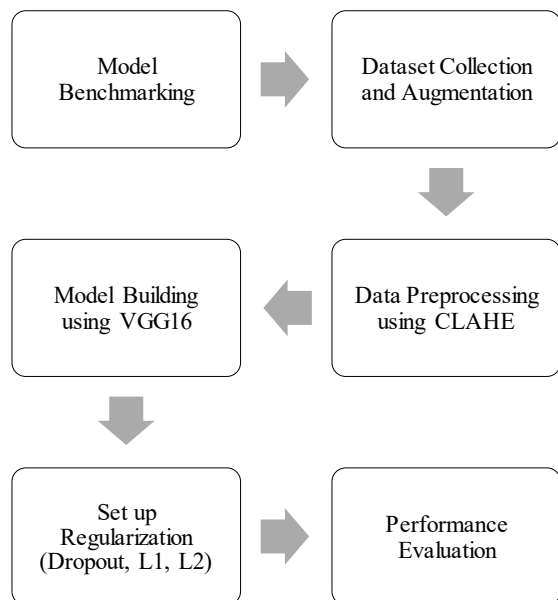 Model
Benchmarking
Dataset Collection
and Augmentation
Data Preprocessing
using CLAHE
Model Building
using VGG16
Set up
Regularization
(Dropout, L1, L2)
Performance
Evaluation